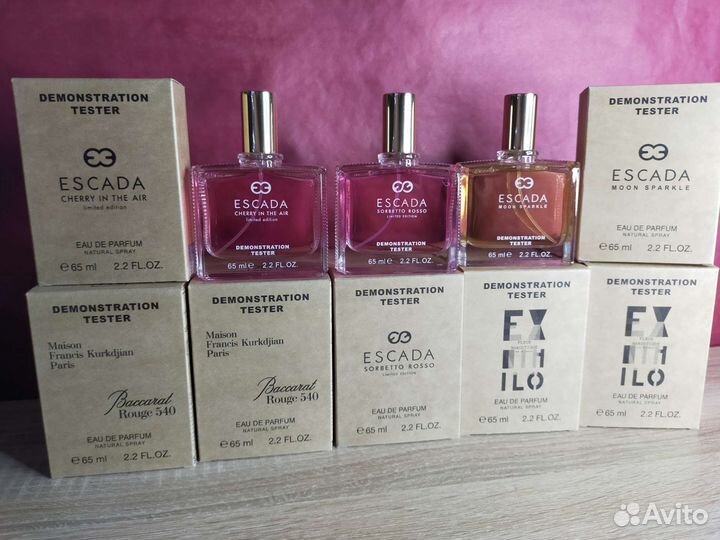 DEMONSTRATION
TESTER
ESCADA
CHERRY IN THE AIR
limited edition
EAU DE PARFUM
NATURAL SPRAY
℮ 65 ml 2.2 FL.OZ.
ESCADA
CHERRY IN THE AIR
limited edition
DEMONSTRATION
TESTER
65 ml ℮ 2.2 FL.OZ.
ESCADA
SORBETTO ROSSO
LIMITED EDITION
DEMONSTRATION
TESTER
65 ml ℮ 2.2 FL.OZ.
ESCADA
MOON SPARKLE
DEMONSTRATION
TESTER
65 ml ℮ 2.2 FL.OZ.
DEMONSTRATION
TESTER
ESCADA
MOON SPARKLE
EAU DE PARFUM
NATURAL SPRAY
℮ 65 ml 2.2 FL.OZ.
DEMONSTRATION
TESTER
Maison
Francis Kurkdjian
Paris
Baccarat
Rouge 540
EAU DE PARFUM
NATURAL SPRAY
℮ 65 ml 2.2 FL.OZ.
DEMONSTRATION
TESTER
Maison
Francis Kurkdjian
Paris
Baccarat
Rouge 540
EAU DE PARFUM
NATURAL SPRAY
℮ 65 ml 2.2 FL.OZ.
DEMONSTRATION
TESTER
ESCADA
SORBETTO ROSSO
LIMITED EDITION
EAU DE PARFUM
NATURAL SPRAY
℮ 65 ml 2.2 FL.OZ.
DEMONSTRATION
TESTER
EX
NTH
ILO
EAU DE PARFUM
NATURAL SPRAY
℮ 65 ml 2.2 FL.OZ.
DEMONSTRATION
TESTER
EX
NTH
ILO
EAU DE PARFUM
NATURAL SPRAY
℮ 65 ml 2.2 FL.OZ.
Avito